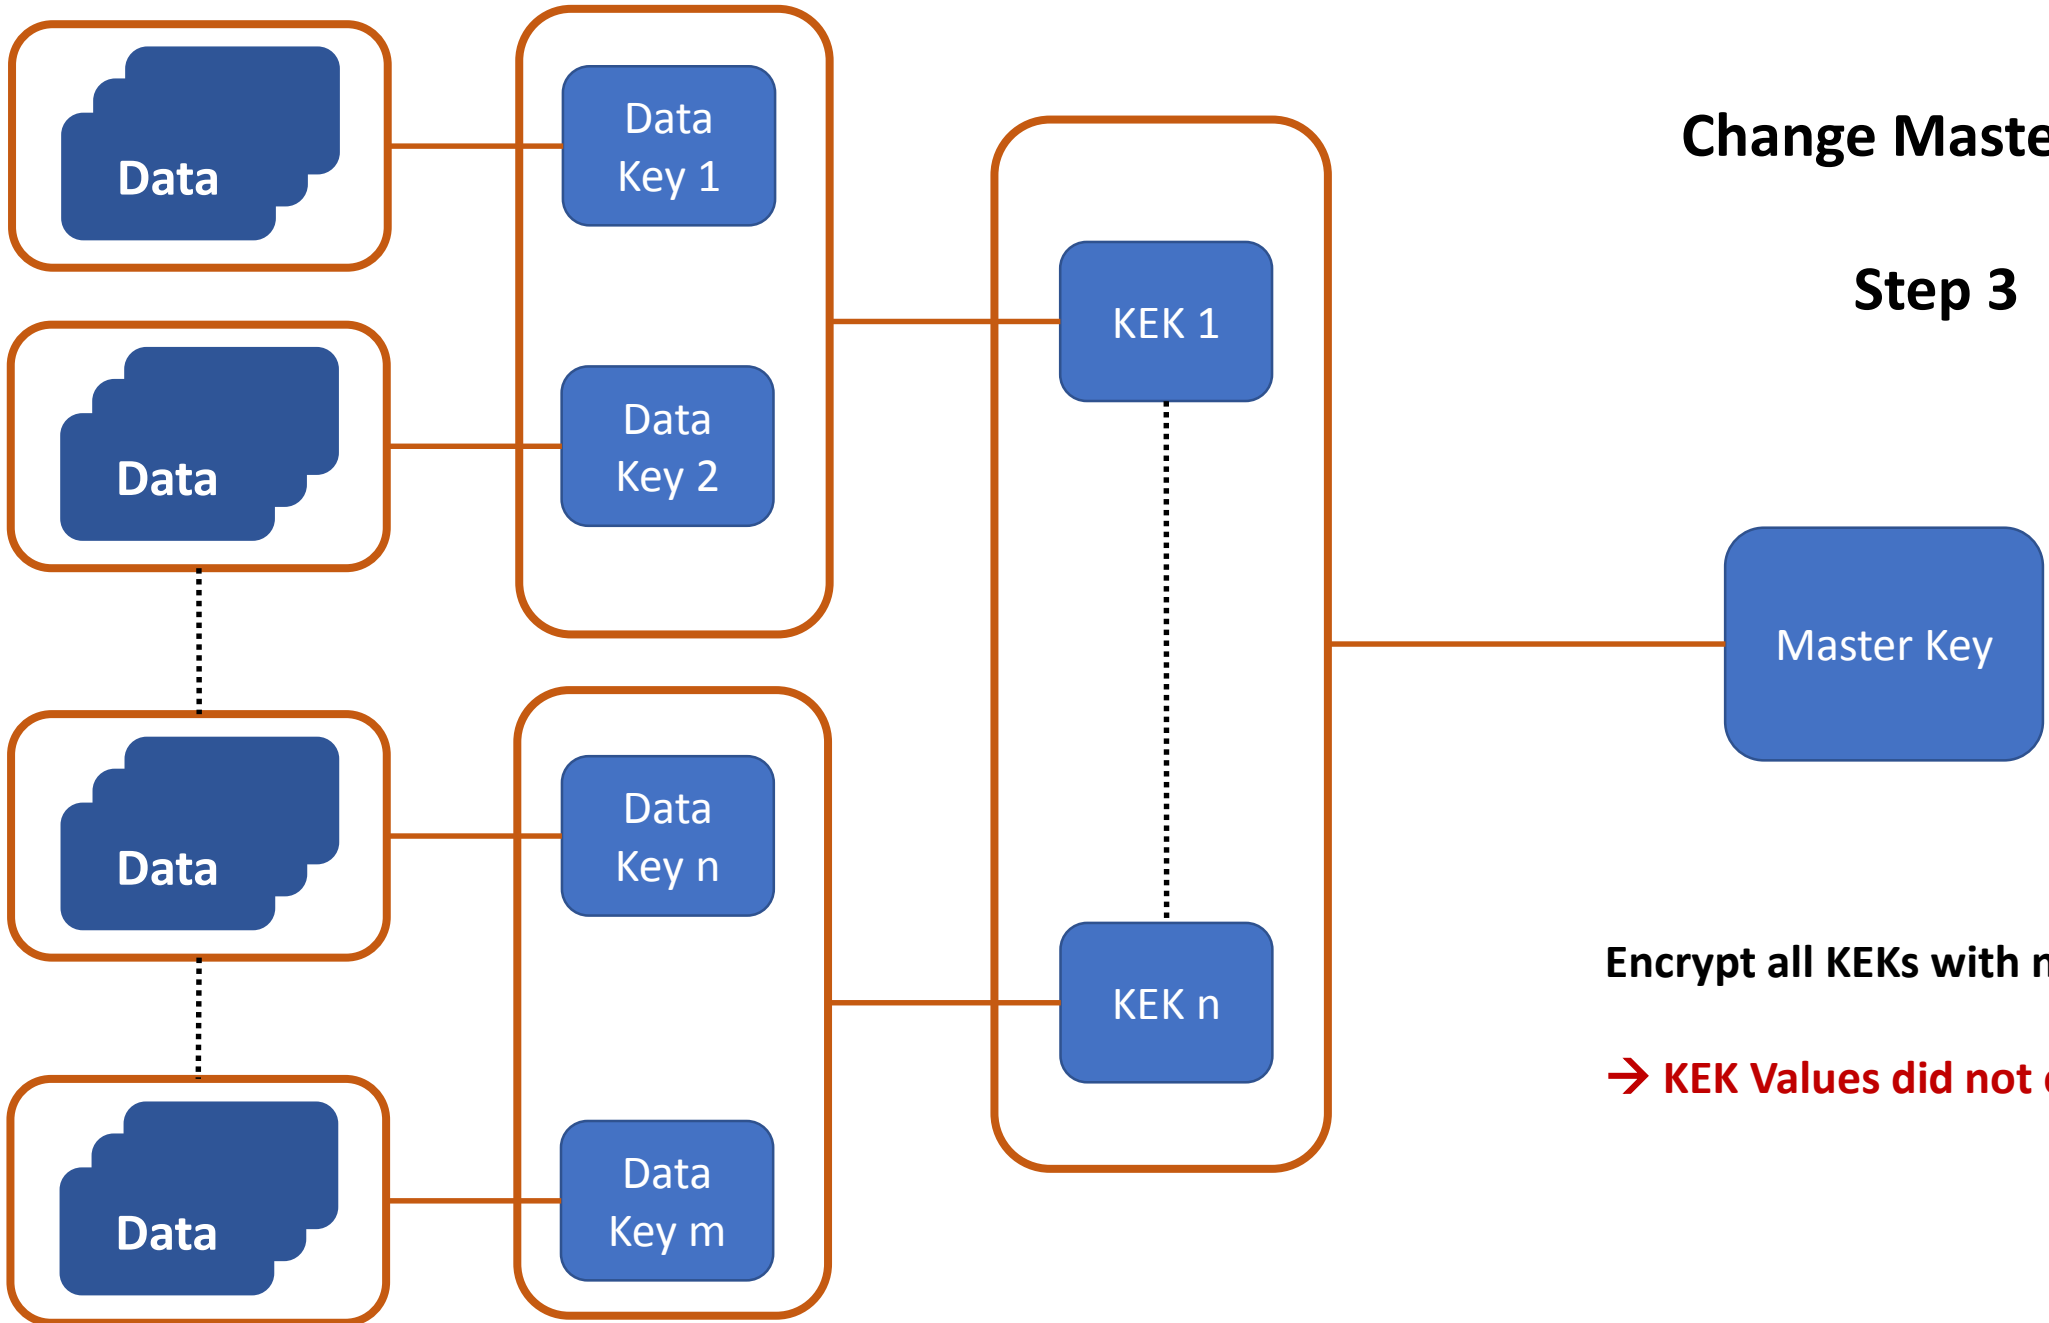 Data
Data
Key 1
Data
Data
Key 2
Data
Data
Key n
Data
Data
Key m
KEK 1
KEK n
Master Key
Change
Step 3
Encrypt all KEKs with
→ KEK Values did not